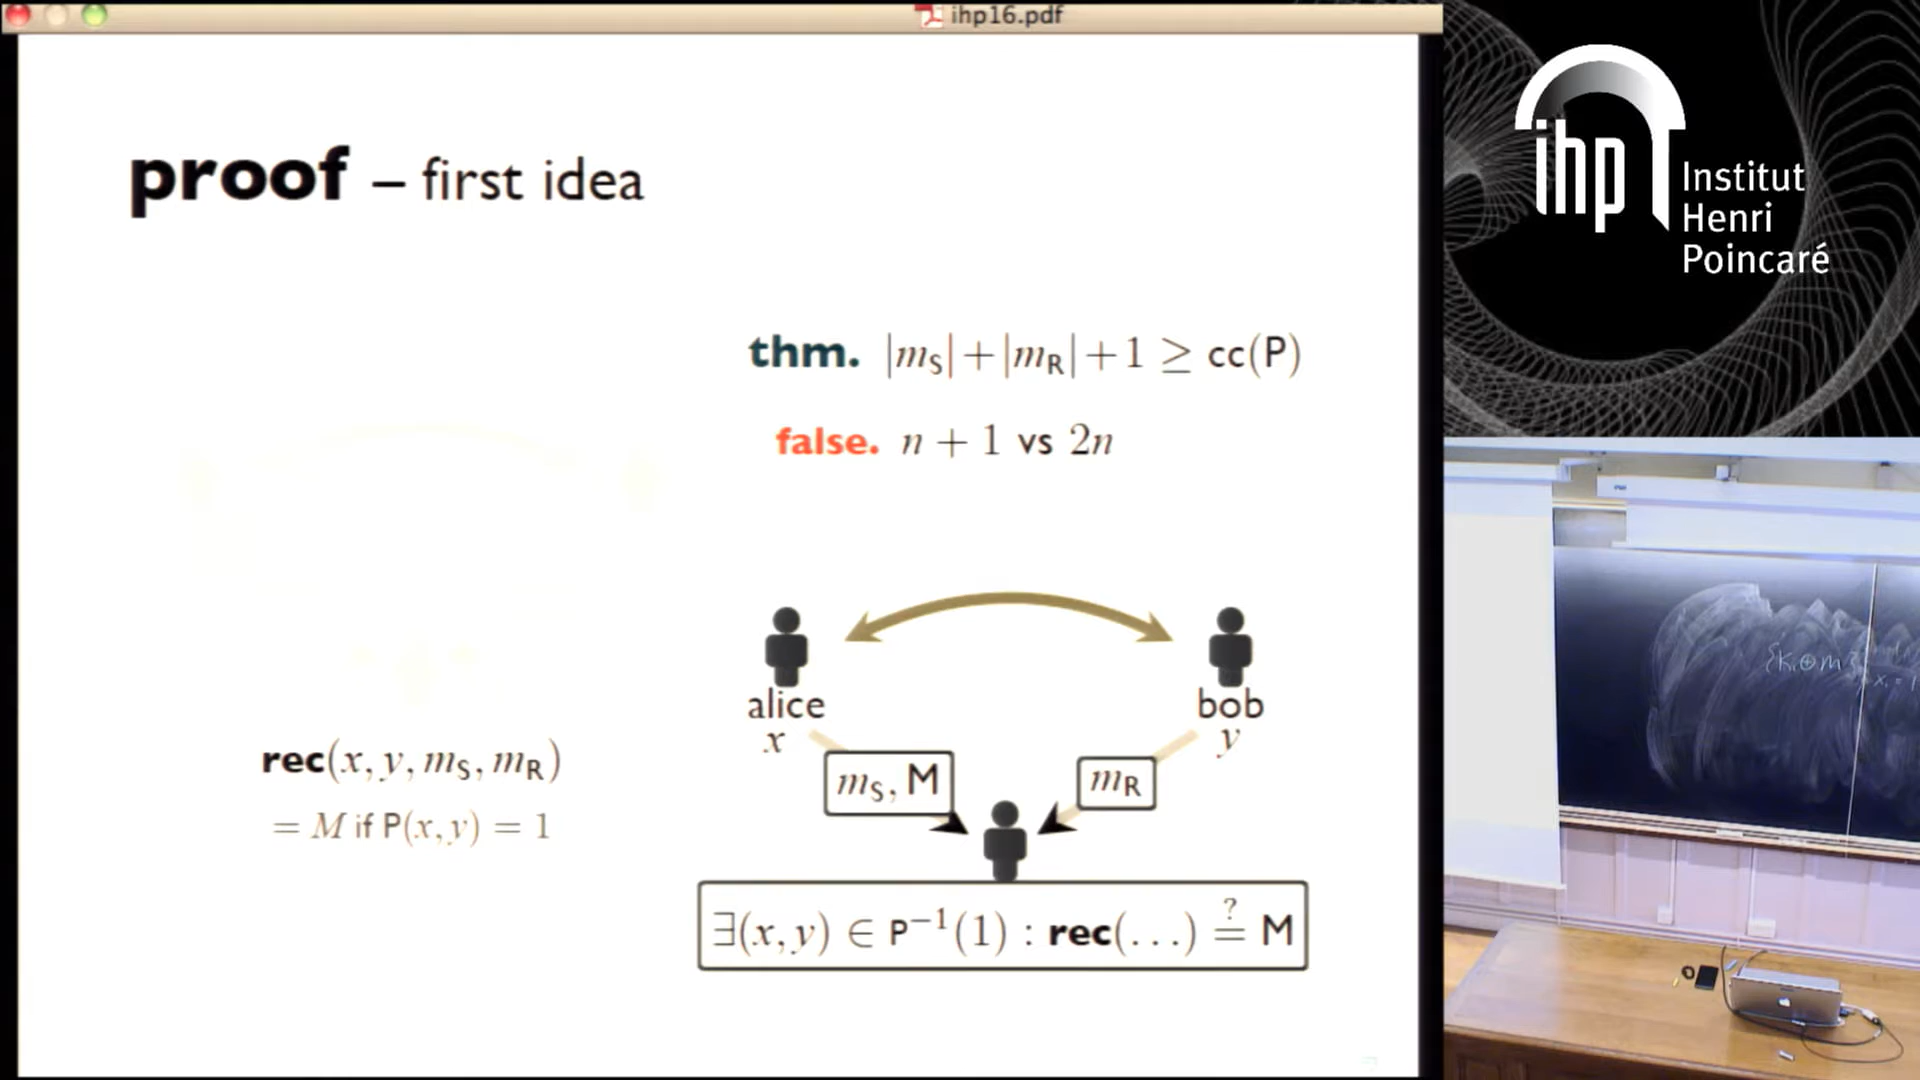 ihp16.pdf
proof – first idea
thm. |m_S| + |m_R| + 1 ≥ cc(P)
false. n + 1 vs 2n
alice
x
bob
y
m_S, M
m_R
rec(x, y, m_S, m_R)
= M if P(x, y) = 1
∃(x, y) ∈ P⁻¹(1) : rec(...) ≟ M
ihp
Institut
Henri
Poincaré